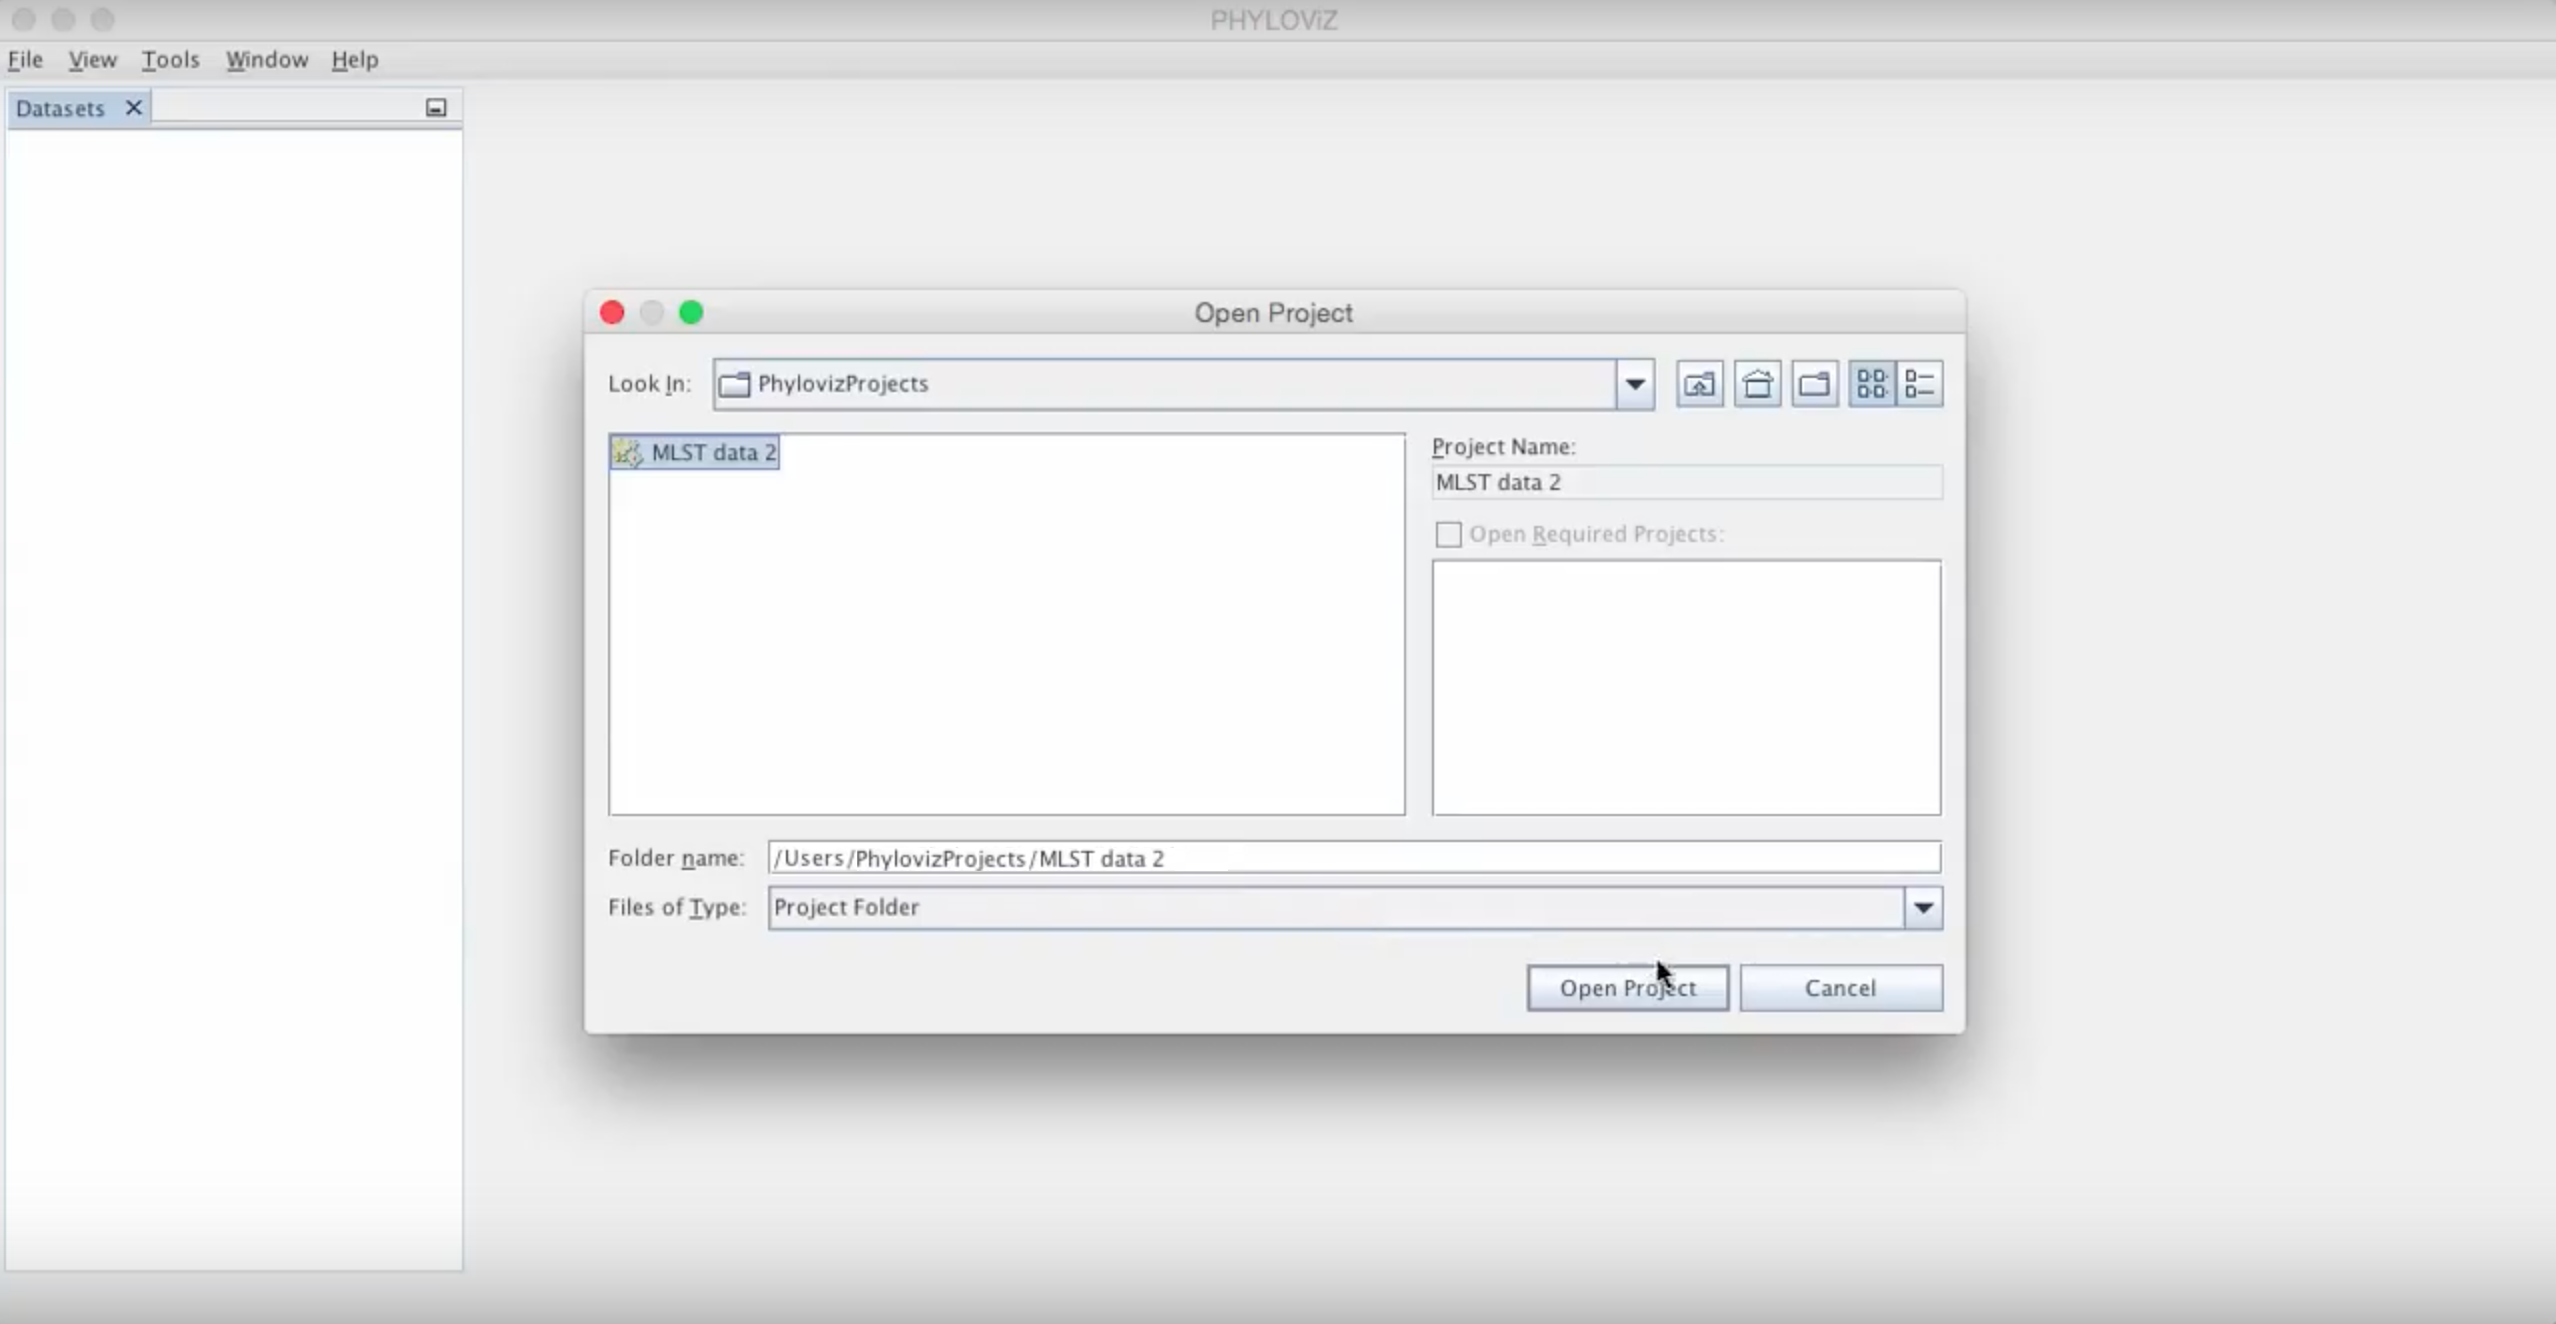 PHYLOViZ
File View Tools Window Help
Datasets
Open Project
Look In: PhylovizProjects
MLST data 2
Project Name:
MLST data 2
Open Required Projects:
Folder name: /Users/PhylovizProjects/MLST data 2
Files of Type: Project Folder
Open Project Cancel